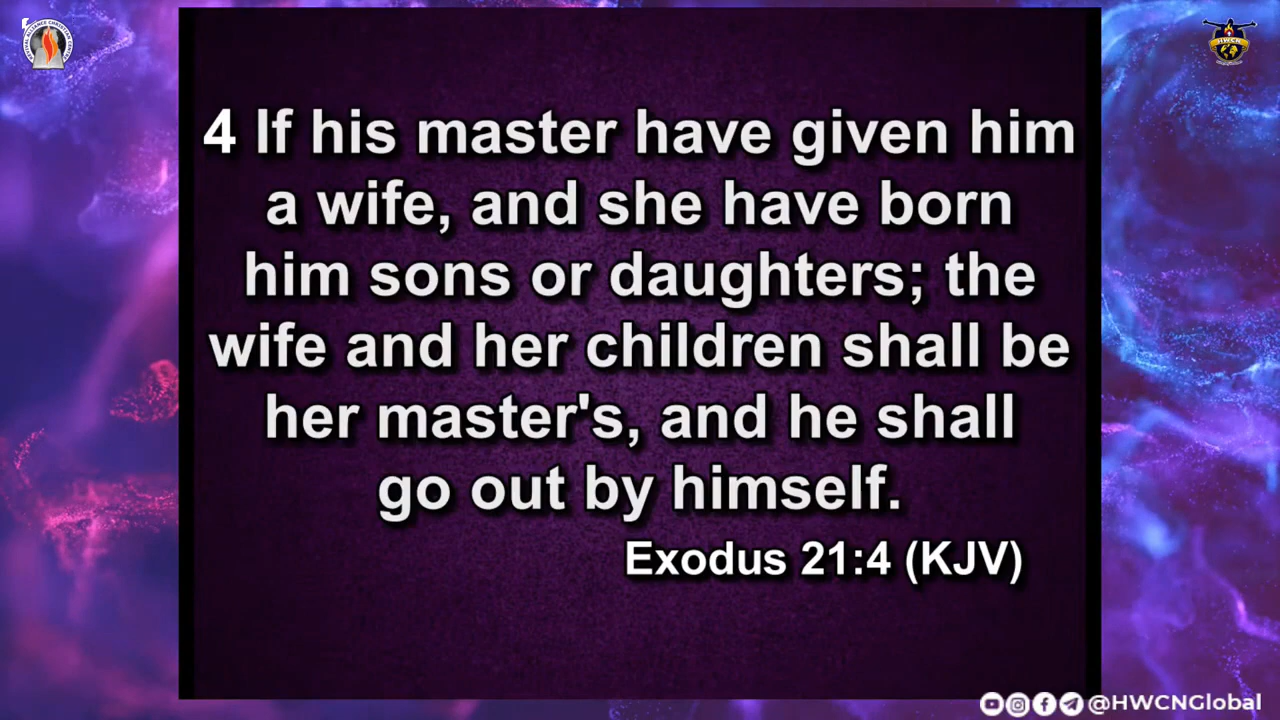 4 If his master have given him
a wife, and she have born
him sons or daughters; the
wife and her children shall be
her master's, and he shall
go out by himself.
Exodus 21:4 (KJV)
HWCN
@HWCNGlobal